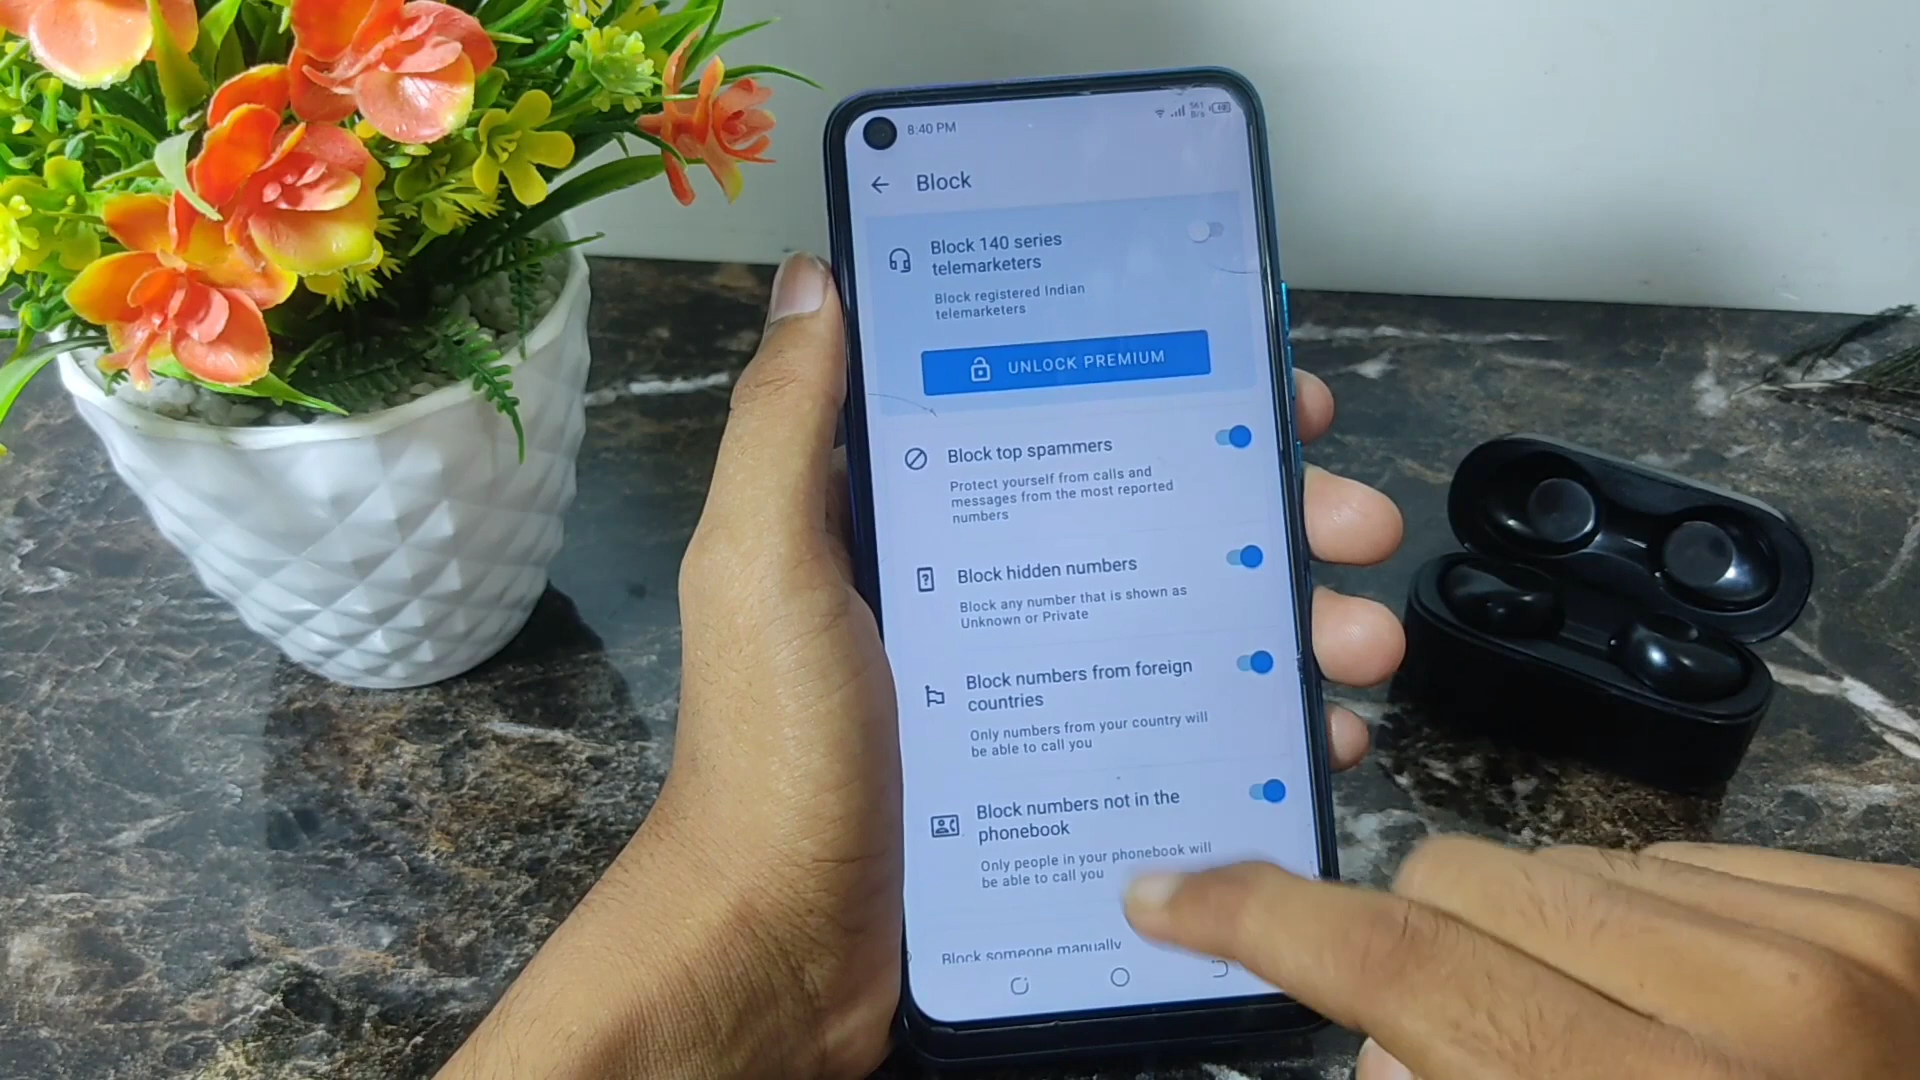 8:40 PM
561
B/s
Block
Block 140 series
telemarketers
Block registered Indian
telemarketers
UNLOCK PREMIUM
Block top spammers
Protect yourself from calls and
messages from the most reported
numbers
Block hidden numbers
Block any number that is shown as
Unknown or Private
Block numbers from foreign
countries
Only numbers from your country will
be able to call you
Block numbers not in the
phonebook
Only people in your phonebook will
be able to call you
Block someone manually